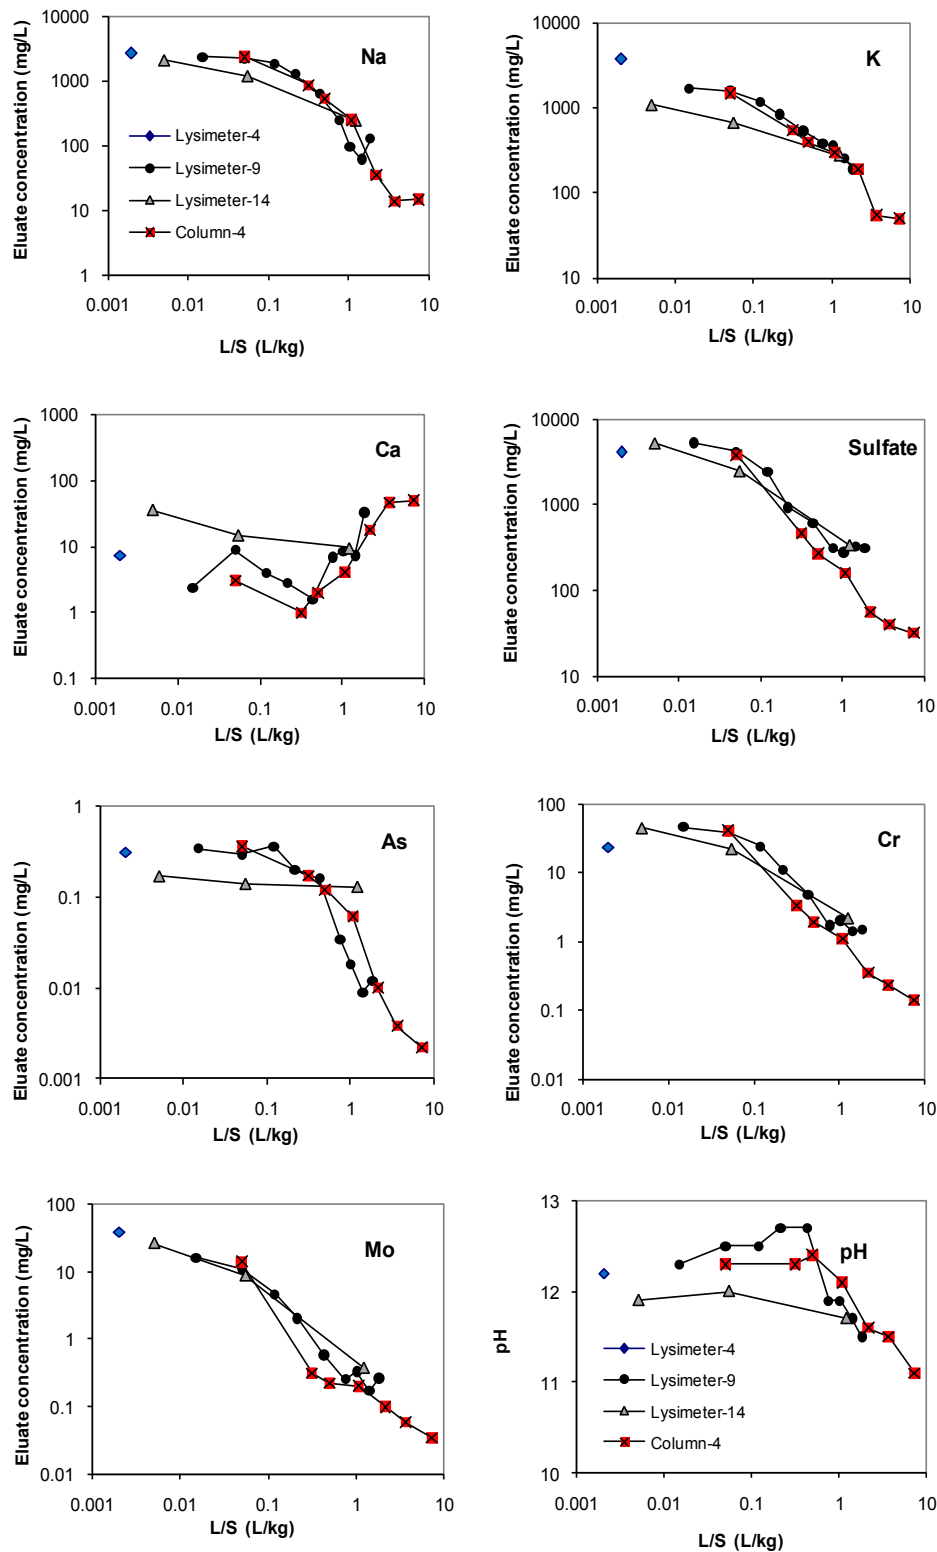 Eluate concentration (mg/L)
10000
1000
100
10
1
Na
Lysimeter-4
Lysimeter-9
Lysimeter-14
Column-4
0.001 0.01 0.1 1 10
L/S (L/kg)
Eluate concentration (mg/L)
10000
1000
100
10
K
0.001 0.01 0.1 1 10
L/S (L/kg)
Eluate concentration (mg/L)
1000
100
10
1
0.1
Ca
0.001 0.01 0.1 1 10
L/S (L/kg)
Eluate concentration (mg/L)
10000
1000
100
10
Sulfate
0.001 0.01 0.1 1 10
L/S (L/kg)
Eluate concentration (mg/L)
1
0.1
0.01
0.001
As
0.001 0.01 0.1 1 10
L/S (L/kg)
Eluate concentration (mg/L)
100
10
1
0.1
0.01
Cr
0.001 0.01 0.1 1 10
L/S (L/kg)
Eluate concentration (mg/L)
100
10
1
0.1
0.01
Mo
0.001 0.01 0.1 1 10
L/S (L/kg)
pH
13
12
11
10
pH
Lysimeter-4
Lysimeter-9
Lysimeter-14
Column-4
0.001 0.01 0.1 1 10
L/S (L/kg)